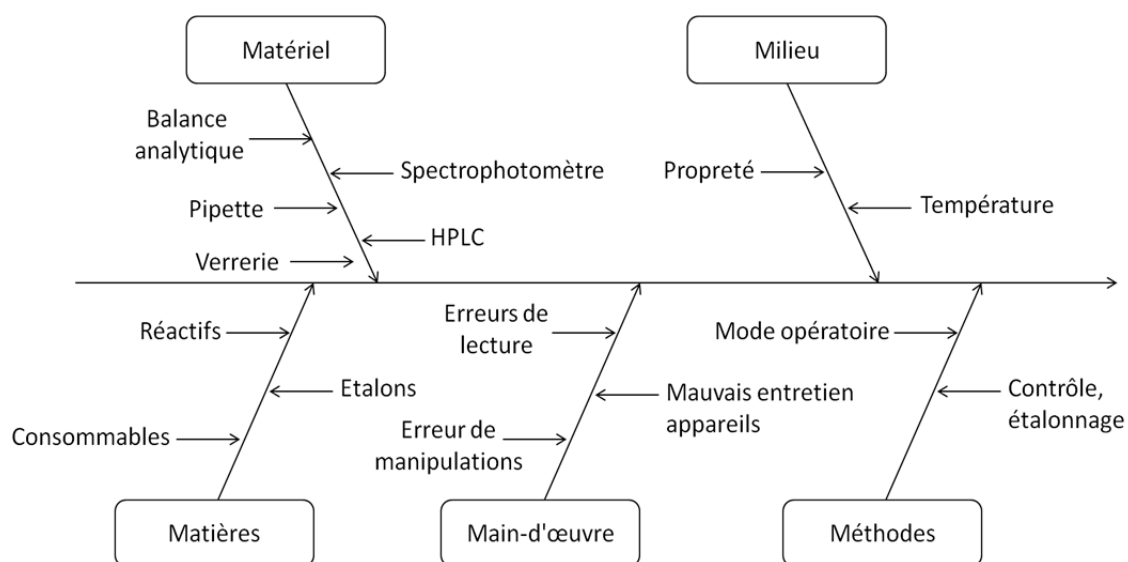 Matériel
Milieu
Balance
analytique
Spectrophotomètre
Propreté
Pipette
Température
HPLC
Verrerie
Réactifs
Erreurs de
lecture
Mode opératoire
Etalons
Mauvais entretien
appareils
Contrôle,
étalonnage
Consommables
Erreur de
manipulations
Matières
Main-d'œuvre
Méthodes